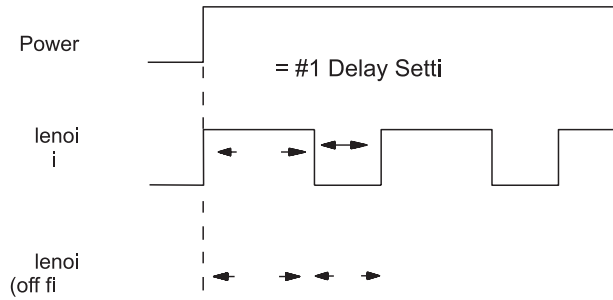 Power
= #1 Delay Setti
lenoi
i
lenoi
(off fi